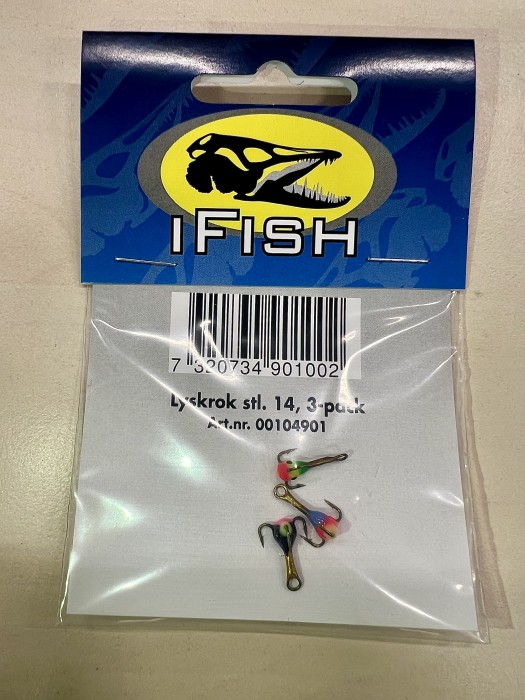 iFISH
7 320734 901002
Lyskrok stl. 14, 3-pack
Art.nr. 00104901